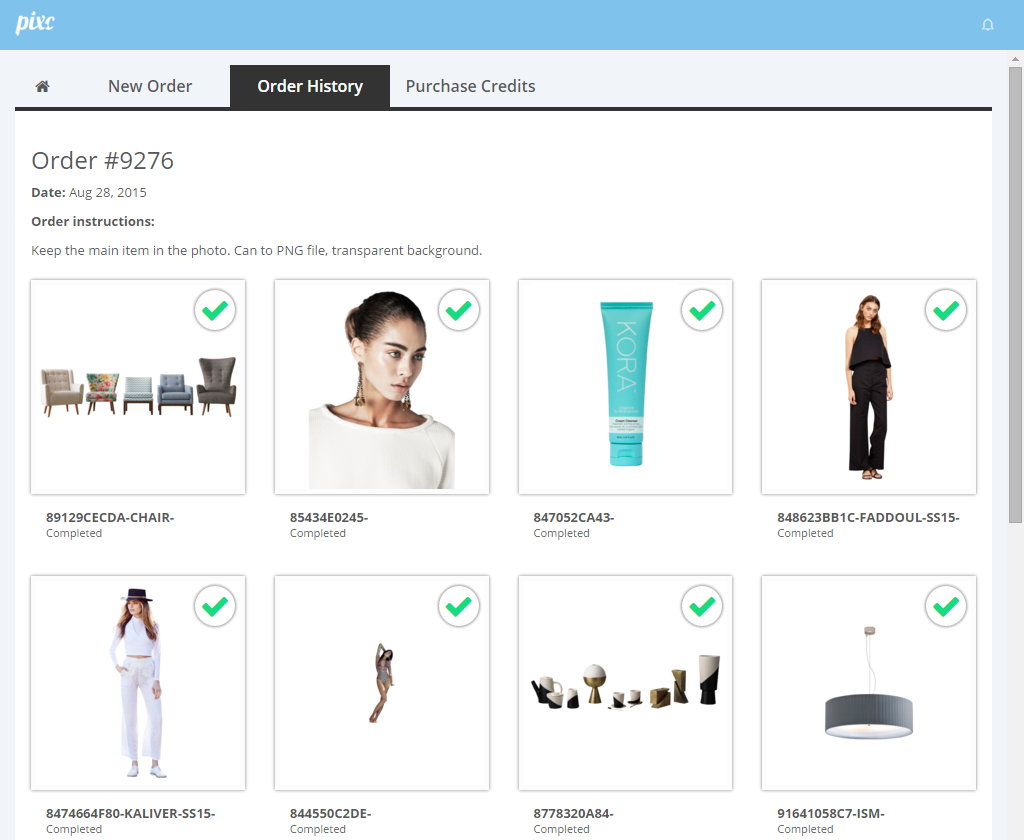 pixc
New Order
Order History
Purchase Credits
Order #9276
Date: Aug 28, 2015
Order instructions:
Keep the main item in the photo. Can to PNG file, transparent background.
KORA
89129CECDA-CHAIR-
Completed
85434E0245-
Completed
847052CA43-
Completed
848623BB1C-FADDOUL-SS15-
Completed
8474664F80-KALIVER-SS15-
Completed
844550C2DE-
Completed
8778320A84-
Completed
91641058C7-ISM-
Completed